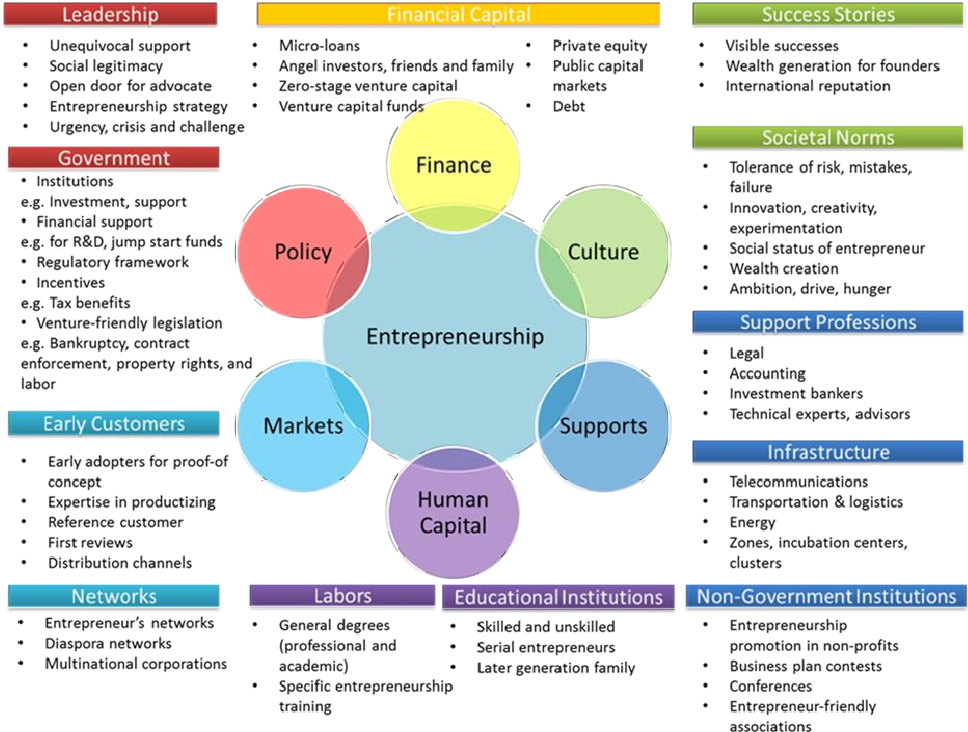 Leadership
• Unequivocal support
• Social legitimacy
• Open door for advocate
• Entrepreneurship strategy
• Urgency, crisis and challenge
Government
• Institutions
e.g. Investment, support
• Financial support
e.g. for R&D, jump start funds
• Regulatory framework
• Incentives
e.g. Tax benefits
• Venture-friendly legislation
e.g. Bankruptcy, contract
enforcement, property rights, and
labor
Early Customers
• Early adopters for proof-of
concept
• Expertise in productizing
• Reference customer
• First reviews
• Distribution channels
Networks
• Entrepreneur's networks
• Diaspora networks
• Multinational corporations
Financial Capital
• Micro-loans
• Angel investors, friends and family
• Zero-stage venture capital
• Venture capital funds
• Private equity
• Public capital
markets
• Debt
Finance
Policy
Culture
Entrepreneurship
Markets
Supports
Human
Capital
Labors
• General degrees
(professional and
academic)
• Specific entrepreneurship
training
Educational Institutions
• Skilled and unskilled
• Serial entrepreneurs
• Later generation family
Success Stories
• Visible successes
• Wealth generation for founders
• International reputation
Societal Norms
• Tolerance of risk, mistakes,
failure
• Innovation, creativity,
experimentation
• Social status of entrepreneur
• Wealth creation
• Ambition, drive, hunger
Support Professions
• Legal
• Accounting
• Investment bankers
• Technical experts, advisors
Infrastructure
• Telecommunications
• Transportation & logistics
• Energy
• Zones, incubation centers,
clusters
Non-Government Institutions
• Entrepreneurship
promotion in non-profits
• Business plan contests
• Conferences
• Entrepreneur-friendly
associations